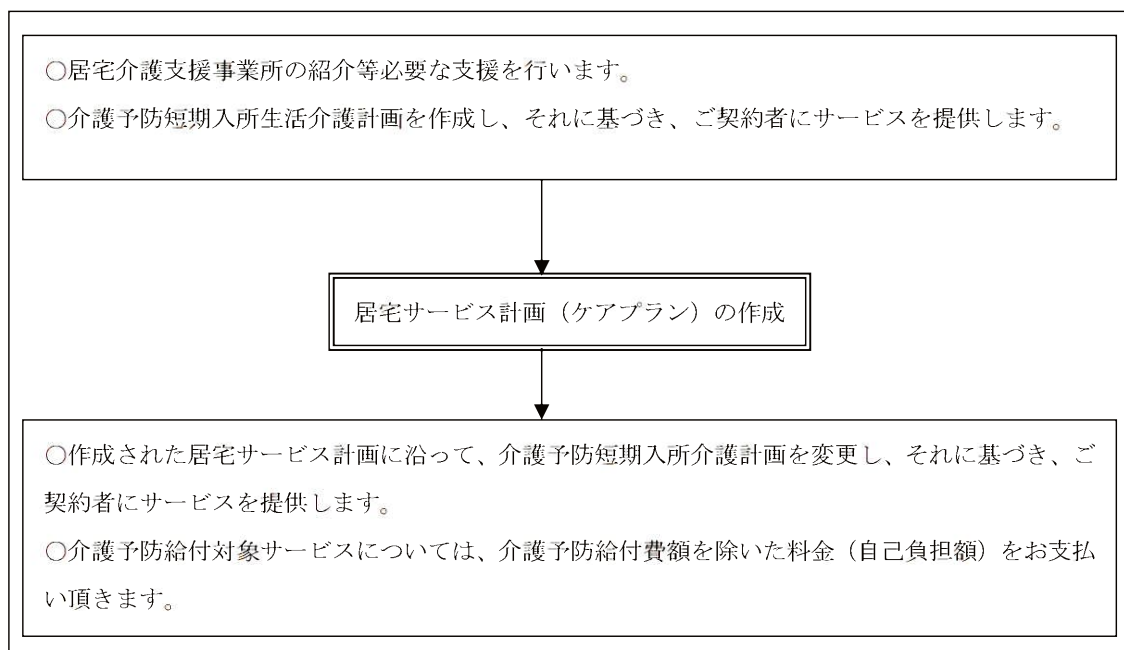 ○居宅介護支援事業所の紹介等必要な支援を行います。
○介護予防短期入所生活介護計画を作成し、それに基づき、ご契約者にサービスを提供します。
居宅サービス計画（ケアプラン）の作成
○作成された居宅サービス計画に沿って、介護予防短期入所介護計画を変更し、それに基づき、ご
契約者にサービスを提供します。
○介護予防給付対象サービスについては、介護予防給付費額を除いた料金（自己負担額）をお支払
い頂きます。